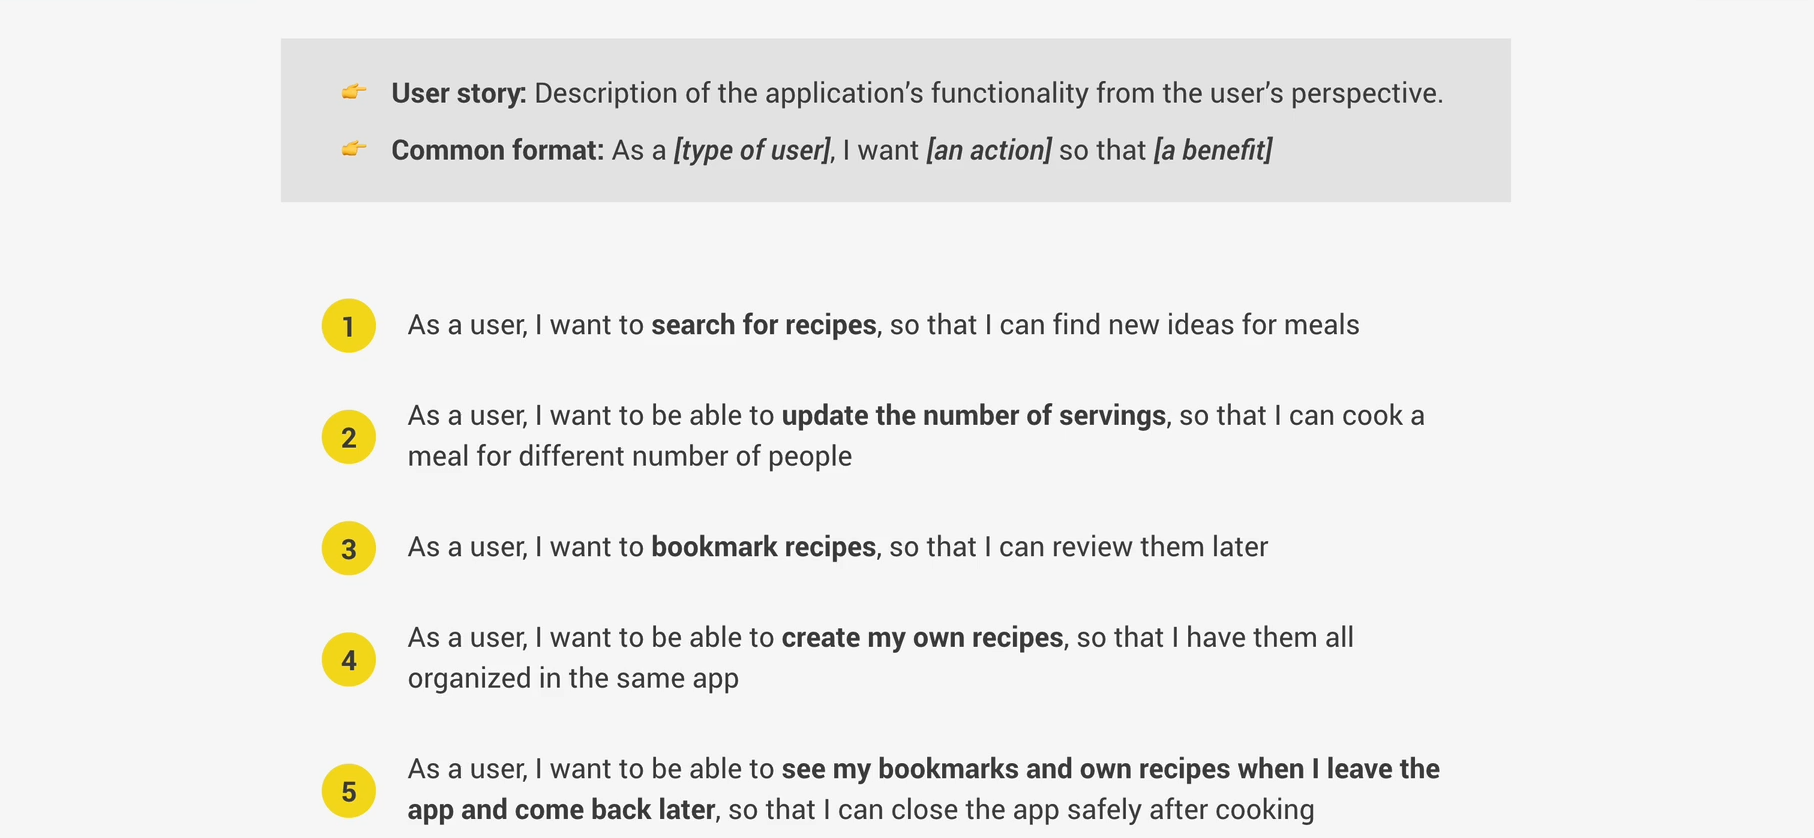 👉 User story: Description of the application’s functionality from the user’s perspective.
👉 Common format: As a [type of user], I want [an action] so that [a benefit]
1 As a user, I want to search for recipes, so that I can find new ideas for meals
2 As a user, I want to be able to update the number of servings, so that I can cook a
meal for different number of people
3 As a user, I want to bookmark recipes, so that I can review them later
4 As a user, I want to be able to create my own recipes, so that I have them all
organized in the same app
5 As a user, I want to be able to see my bookmarks and own recipes when I leave the
app and come back later, so that I can close the app safely after cooking